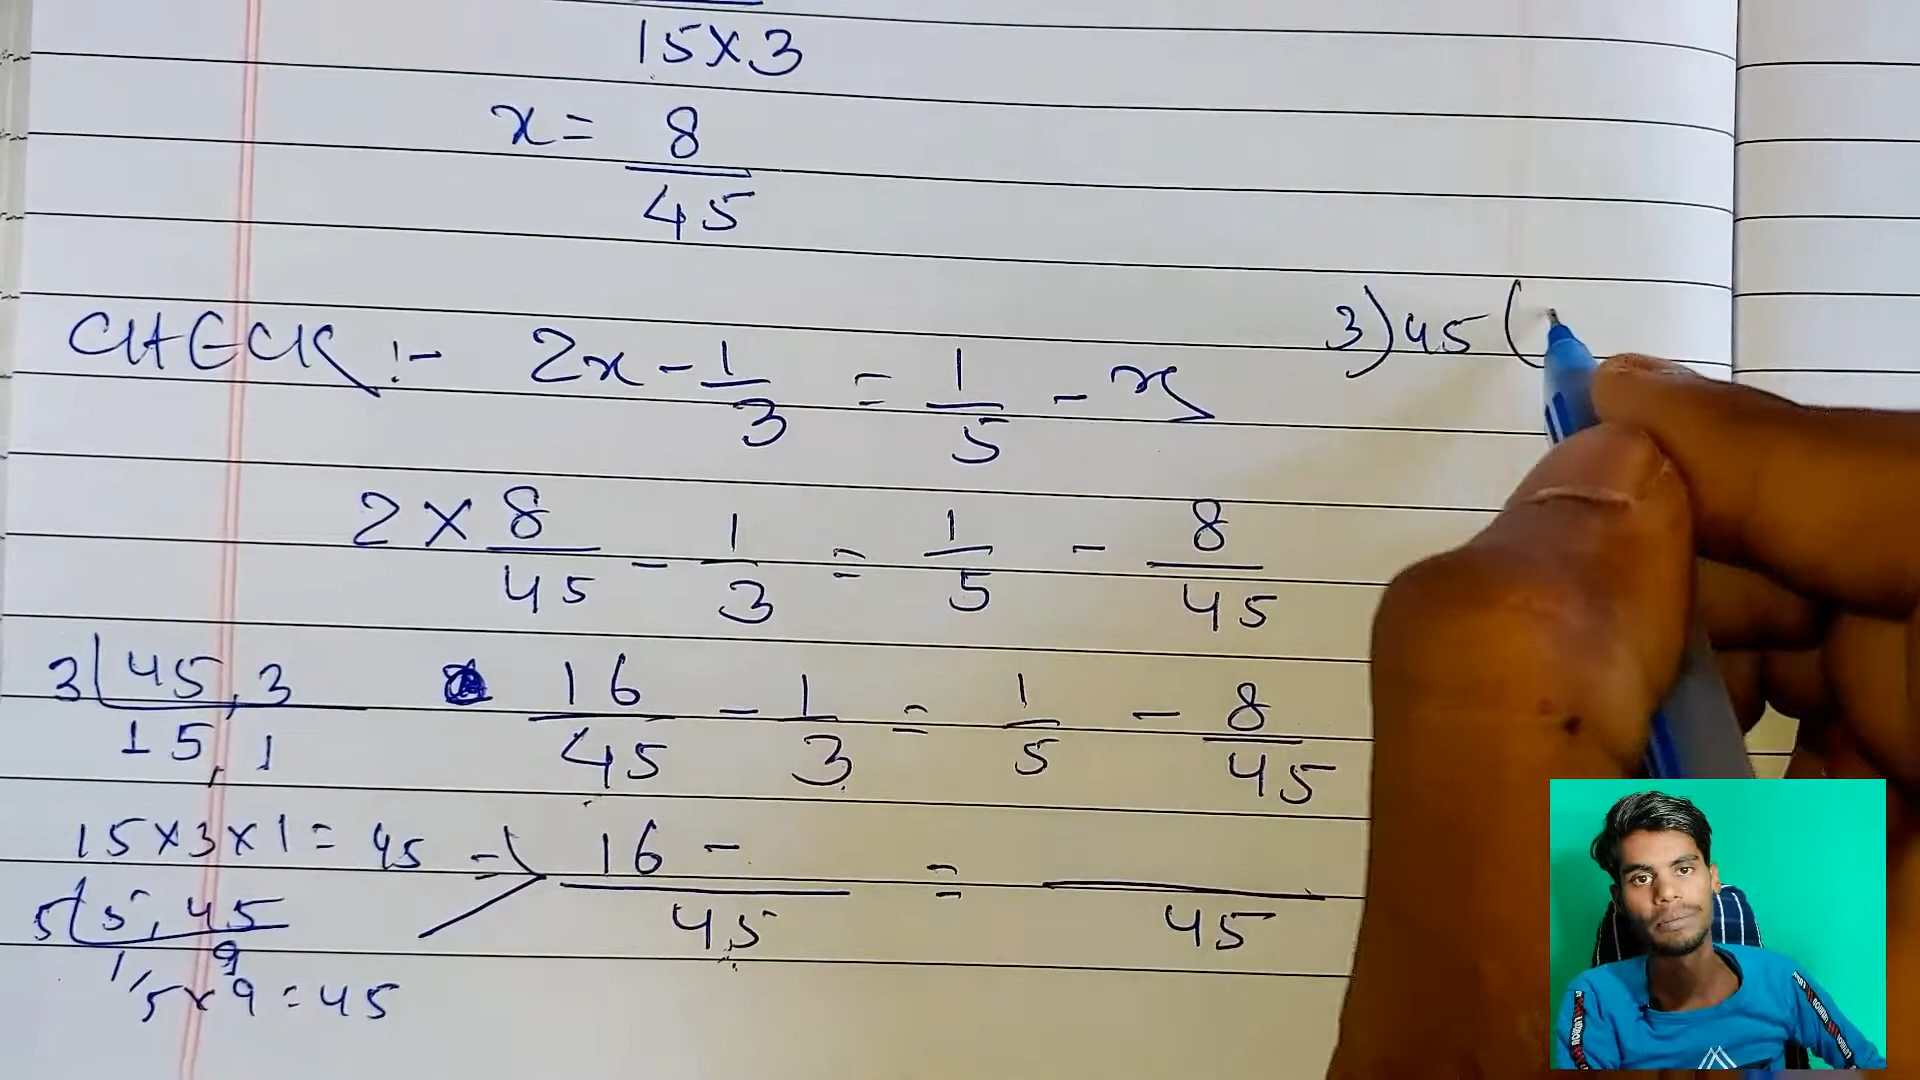 15×3
x = 8/45
CHECK :- 2x - 1/3 = 1/5 - x
3)45(
2 × 8/45 - 1/3 = 1/5 - 8/45
3 | 45, 3
15, 1
16/45 - 1/3 = 1/5 - 8/45
15×3×1 = 45
16 - / 45 = /45
5 | 5, 45
1, 9
5×9 = 45